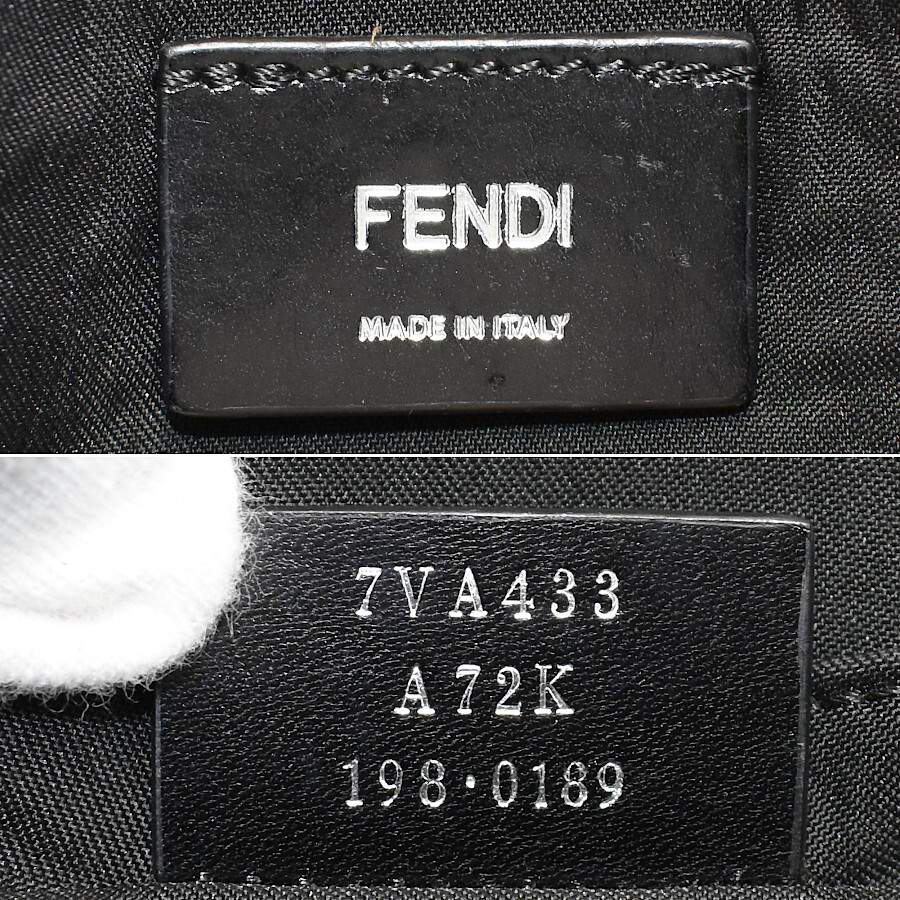 FENDI
MADE IN ITALY
7VA433
A72K
198·0189